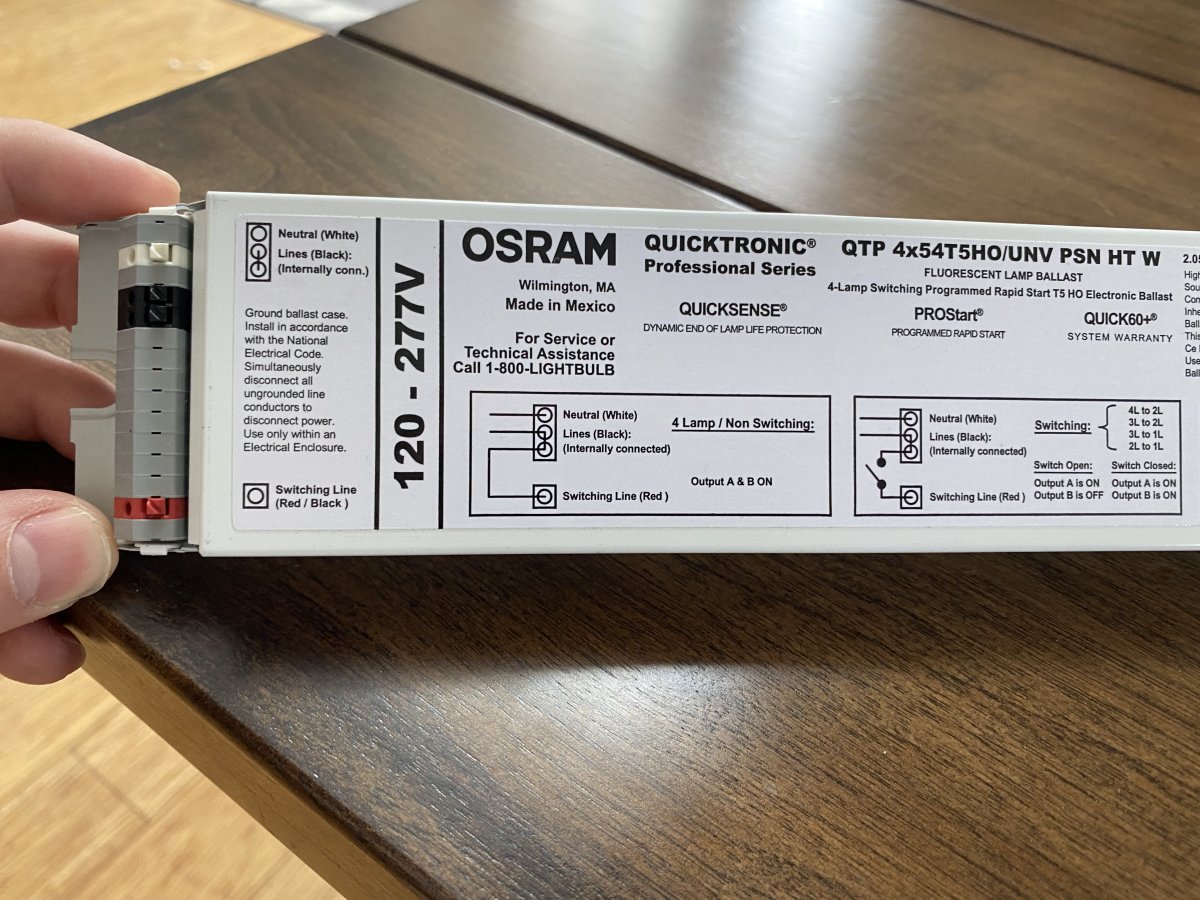 Neutral (White)
Lines (Black):
(Internally conn.)
Ground ballast case.
Install in accordance
with the National
Electrical Code.
Simultaneously
disconnect all
ungrounded line
conductors to
disconnect power.
Use only within an
Electrical Enclosure.
Switching Line
(Red / Black )
120 - 277V
OSRAM
Wilmington, MA
Made in Mexico
For Service or
Technical Assistance
Call 1-800-LIGHTBULB
QUICKTRONIC®
Professional Series
QUICKSENSE®
DYNAMIC END OF LAMP LIFE PROTECTION
QTP 4x54T5HO/UNV PSN HT W
FLUORESCENT LAMP BALLAST
4-Lamp Switching Programmed Rapid Start T5 HO Electronic Ballast
PROStart®
PROGRAMMED RAPID START
QUICK60+®
SYSTEM WARRANTY
Neutral (White)
Lines (Black):
(Internally connected)
Switching Line (Red )
4 Lamp / Non Switching:
Output A & B ON
Neutral (White)
Lines (Black):
(Internally connected)
Switching Line (Red )
Switching:
4L to 2L
3L to 2L
3L to 1L
2L to 1L
Switch Open: Switch Closed:
Output A is ON Output A is ON
Output B is OFF Output B is ON